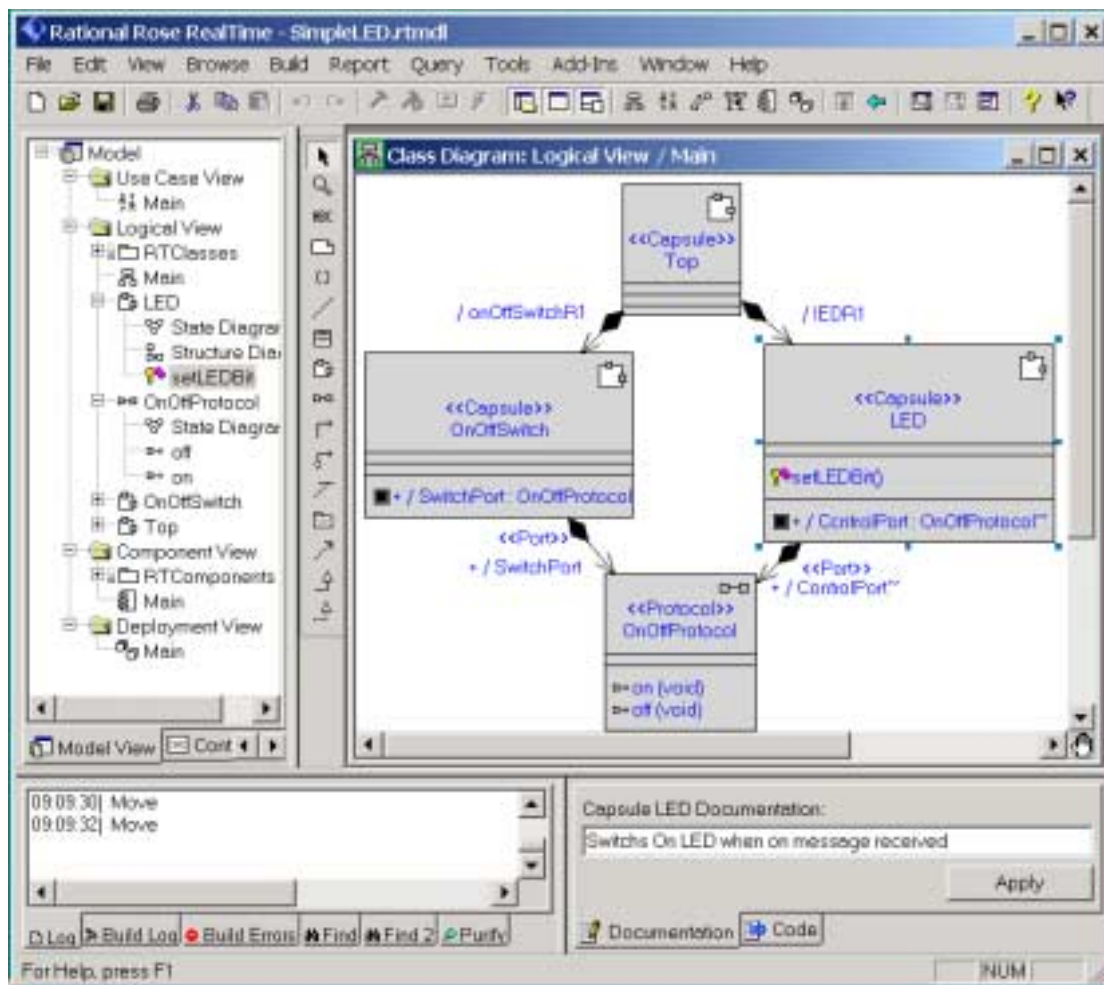 Rational Rose RealTime - SimpleLED.rtmdl
File Edit View Browse Build Report Query Tools Add-Ins Window Help
Model
Use Case View
Main
Logical View
RTClasses
Main
LED
State Diagrar
Structure Dia
setLEDBit
OnOffProtocol
State Diagrar
off
on
OnOffSwitch
Top
Component View
RTComponents
Main
Deployment View
Main
Model View Cont
ABC
Class Diagram: Logical View / Main
<<Capsule>>
Top
/ onOffSwitchR1
/ lEDR1
<<Capsule>>
OnOffSwitch
+ / SwitchPort : OnOffProtocol
<<Capsule>>
LED
setLEDBit()
+ / ControlPort : OnOffProtocol~
<<Port>>
+ / SwitchPort
<<Port>>
+ / ControlPort~
<<Protocol>>
OnOffProtocol
on (void)
off (void)
09:09:30| Move
09:09:32| Move
Log Build Log Build Errors Find Find 2 Purify
Capsule LED Documentation:
Switchs On LED when on message received
Apply
Documentation Code
For Help, press F1
NUM